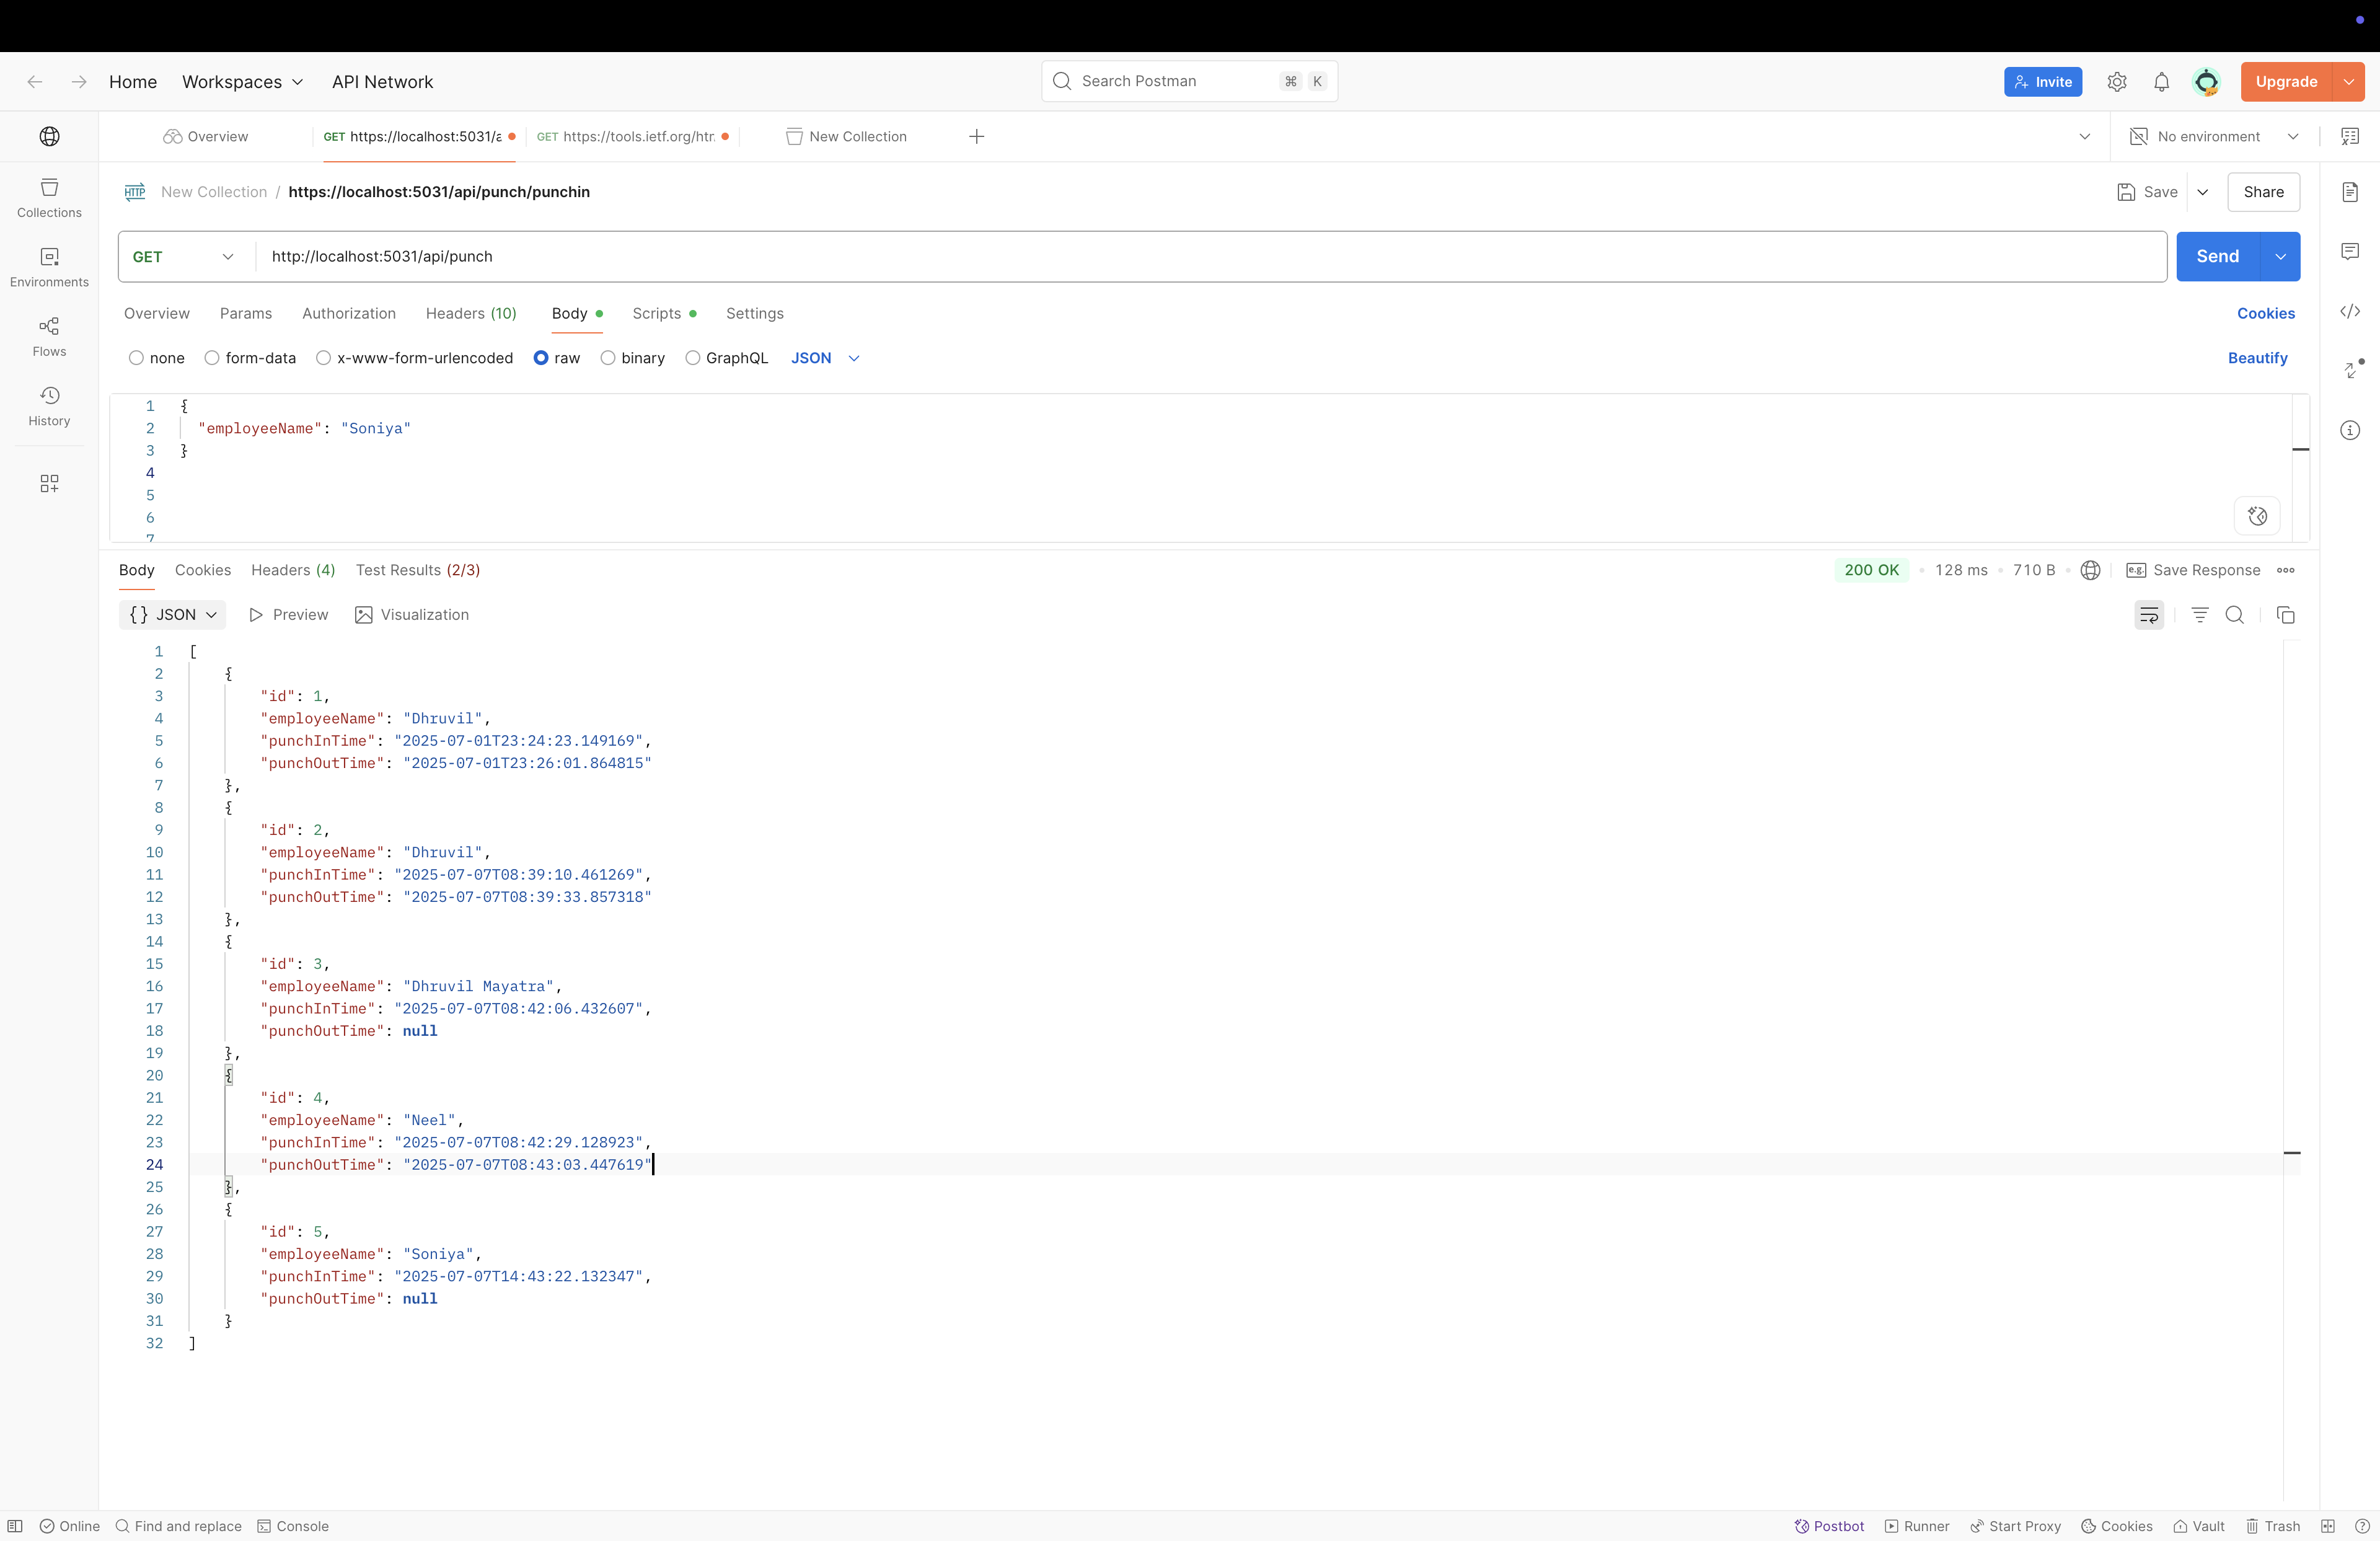 Home Workspaces API Network Search Postman ⌘ K Invite Upgrade
Overview GET https://localhost:5031/a GET https://tools.ietf.org/htr. New Collection No environment
HTTP New Collection / https://localhost:5031/api/punch/punchin Save Share
GET http://localhost:5031/api/punch Send
Collections
Environments
Flows
History
Overview Params Authorization Headers (10) Body Scripts Settings Cookies
none form-data x-www-form-urlencoded raw binary GraphQL JSON Beautify
1 {
2 "employeeName": "Soniya"
3 }
4
5
6
7
Body Cookies Headers (4) Test Results (2/3) 200 OK 128 ms 710 B e.g. Save Response
{} JSON Preview Visualization
1 [
2 {
3 "id": 1,
4 "employeeName": "Dhruvil",
5 "punchInTime": "2025-07-01T23:24:23.149169",
6 "punchOutTime": "2025-07-01T23:26:01.864815"
7 },
8 {
9 "id": 2,
10 "employeeName": "Dhruvil",
11 "punchInTime": "2025-07-07T08:39:10.461269",
12 "punchOutTime": "2025-07-07T08:39:33.857318"
13 },
14 {
15 "id": 3,
16 "employeeName": "Dhruvil Mayatra",
17 "punchInTime": "2025-07-07T08:42:06.432607",
18 "punchOutTime": null
19 },
20 {
21 "id": 4,
22 "employeeName": "Neel",
23 "punchInTime": "2025-07-07T08:42:29.128923",
24 "punchOutTime": "2025-07-07T08:43:03.447619"
25 },
26 {
27 "id": 5,
28 "employeeName": "Soniya",
29 "punchInTime": "2025-07-07T14:43:22.132347",
30 "punchOutTime": null
31 }
32 ]
Online Find and replace Console Postbot Runner Start Proxy Cookies Vault Trash